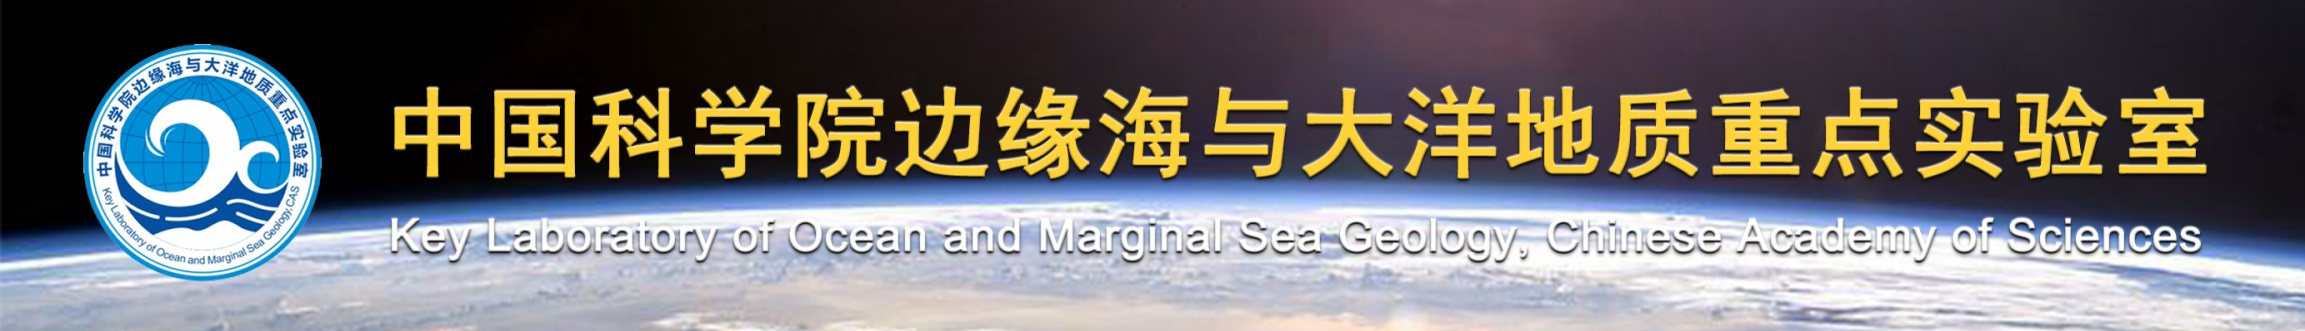 中国科学院边缘海与大洋地质重点实验室
Key Laboratory of Ocean and Marginal Sea Geology, CAS
中国科学院边缘海与大洋地质重点实验室
Key Laboratory of Ocean and Marginal Sea Geology, Chinese Academy of Sciences